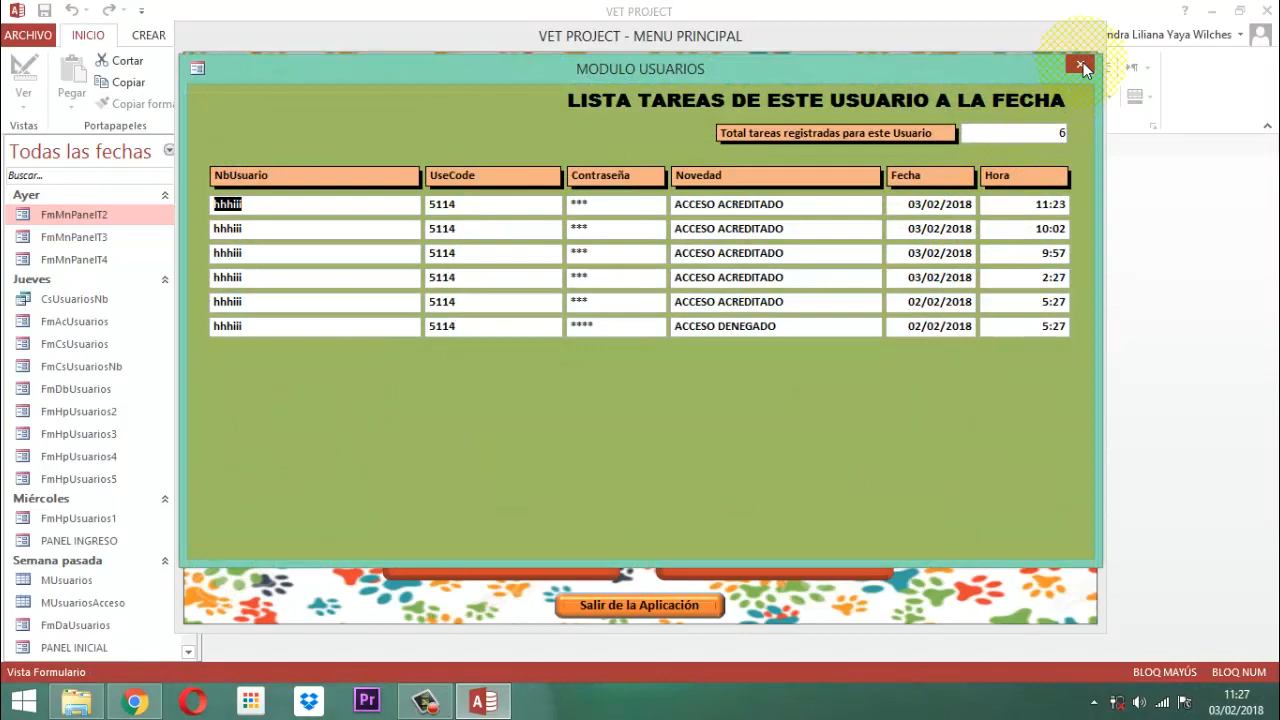 VET PROJECT
ARCHIVO INICIO CREAR
ndra Liliana Yaya Wilches
Ver
Pegar
Cortar
Copiar
Copiar forma
Vistas
Portapapeles
VET PROJECT - MENU PRINCIPAL
MODULO USUARIOS
LISTA TAREAS DE ESTE USUARIO A LA FECHA
Total tareas registradas para este Usuario 6
NbUsuario UseCode Contraseña Novedad Fecha Hora
hhhiii 5114 *** ACCESO ACREDITADO 03/02/2018 11:23
hhhiii 5114 *** ACCESO ACREDITADO 03/02/2018 10:02
hhhiii 5114 *** ACCESO ACREDITADO 03/02/2018 9:57
hhhiii 5114 *** ACCESO ACREDITADO 03/02/2018 2:27
hhhiii 5114 *** ACCESO ACREDITADO 02/02/2018 5:27
hhhiii 5114 **** ACCESO DENEGADO 02/02/2018 5:27
Salir de la Aplicación
Todas las fechas
Buscar...
Ayer
FmMnPanelT2
FmMnPanelT3
FmMnPanelT4
Jueves
CsUsuariosNb
FmAcUsuarios
FmCsUsuarios
FmCsUsuariosNb
FmDbUsuarios
FmHpUsuarios2
FmHpUsuarios3
FmHpUsuarios4
FmHpUsuarios5
Miércoles
FmHpUsuarios1
PANEL INGRESO
Semana pasada
MUsuarios
MUsuariosAcceso
FmDaUsuarios
PANEL INICIAL
Vista Formulario
BLOQ MAYÚS BLOQ NUM
Pr
11:27
03/02/2018